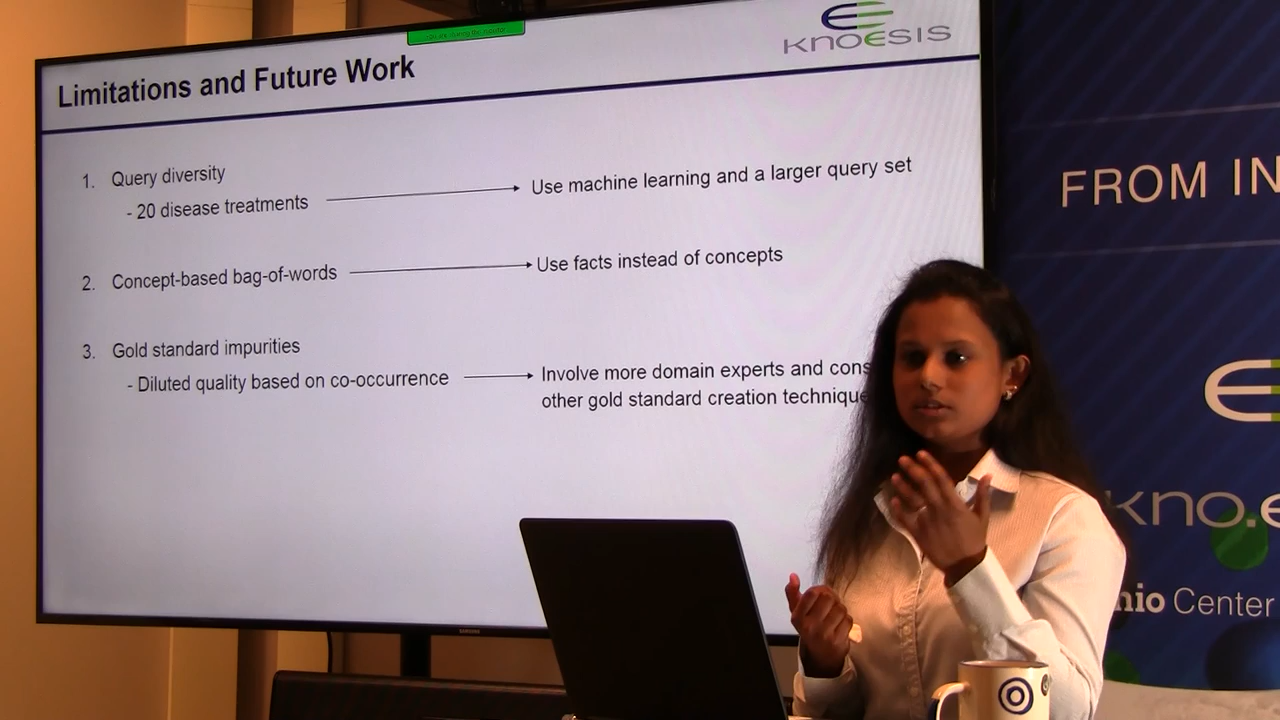 KNOESIS
Limitations and Future Work
1. Query diversity
- 20 disease treatments
Use machine learning and a larger query set
2. Concept-based bag-of-words
Use facts instead of concepts
3. Gold standard impurities
- Diluted quality based on co-occurrence
Involve more domain experts and cons
other gold standard creation technique
SAMSUNG
FROM IN
kno.e
hio Center